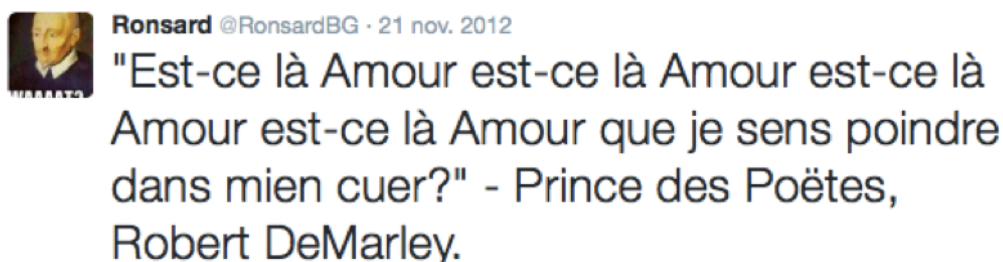 Ronsard @RonsardBG · 21 nov. 2012
"Est-ce là Amour est-ce là Amour est-ce là
Amour est-ce là Amour que je sens poindre
dans mien cuer?" - Prince des Poëtes,
Robert DeMarley.
WAAAAT?